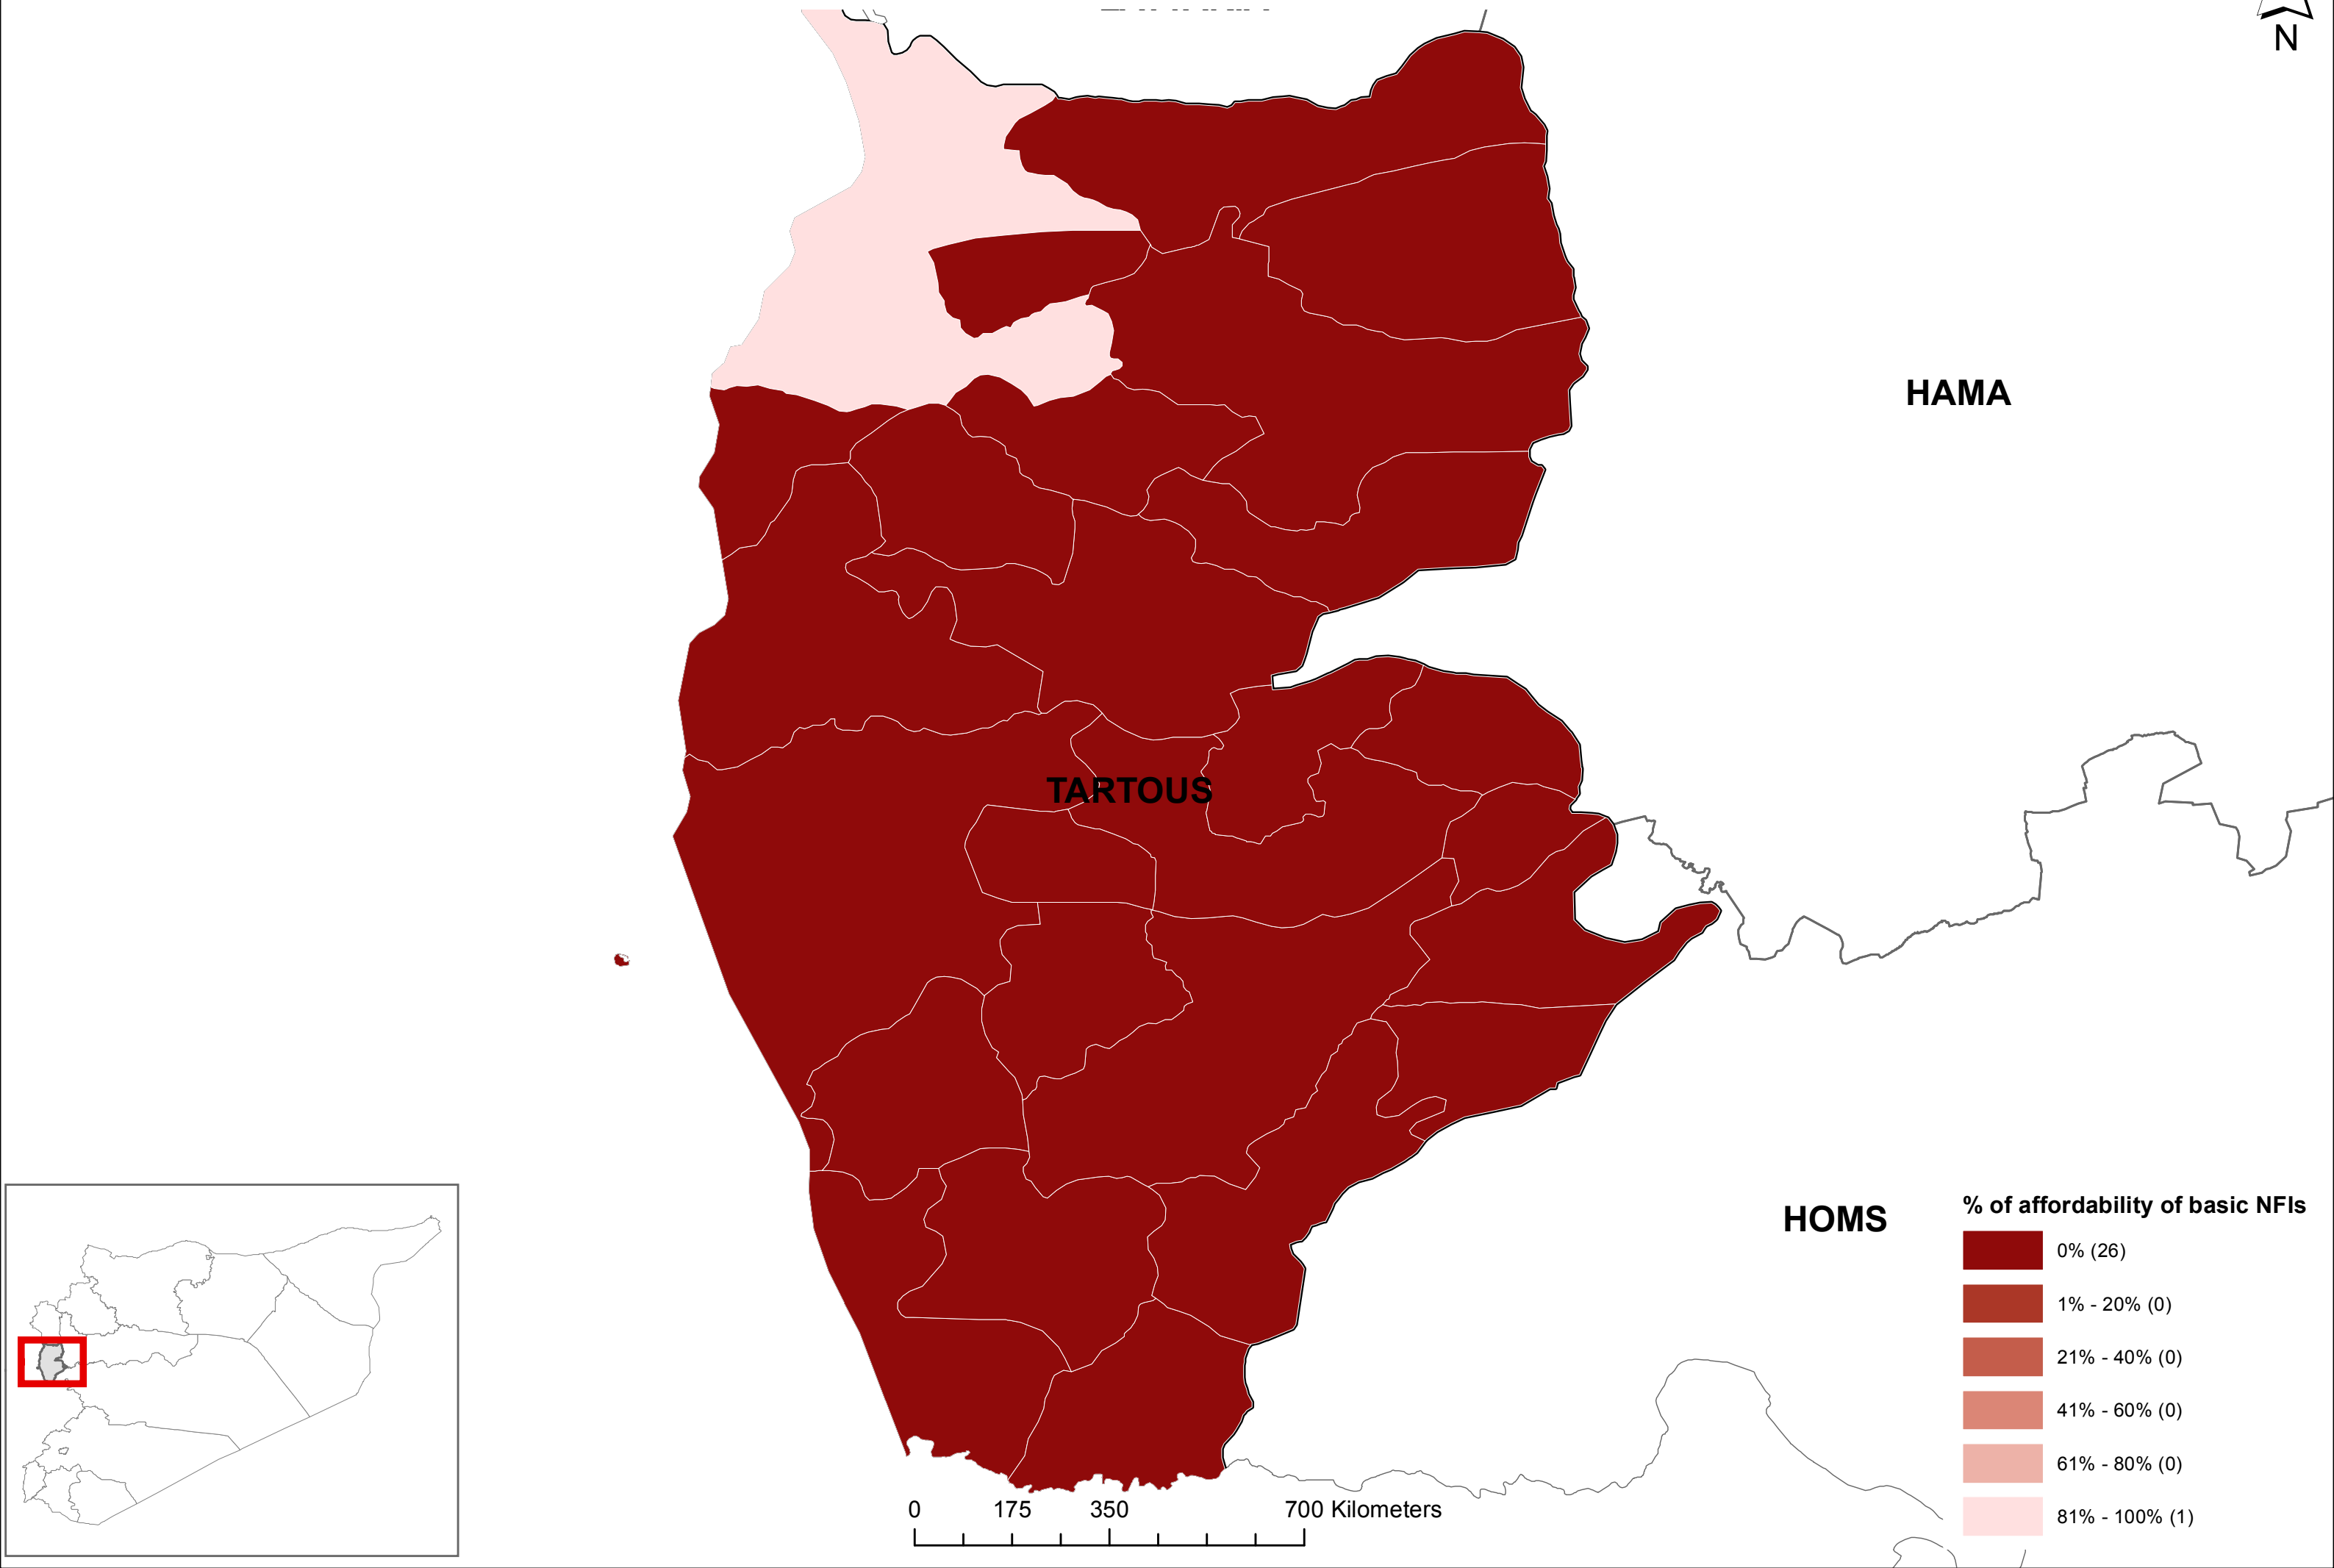 N
HAMA
TARTOUS
HOMS
% of affordability of basic NFIs
0% (26)
1% - 20% (0)
21% - 40% (0)
41% - 60% (0)
61% - 80% (0)
81% - 100% (1)
0 175 350 700 Kilometers